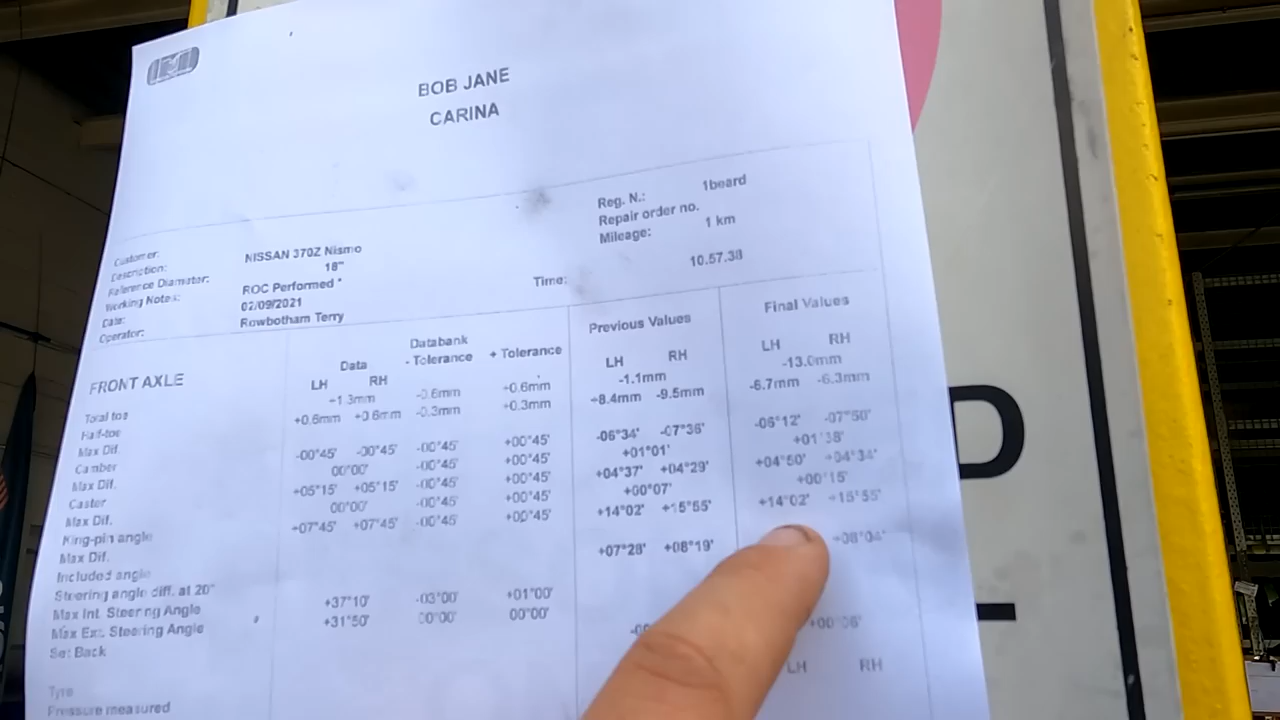 BOB JANE
CARINA
Reg. N.: 1beard
Repair order no.
Mileage: 1 km
10.57.38
Time:
Customer:
Description: NISSAN 370Z Nismo
Reference Diameter: 18"
Working Notes: ROC Performed *
Date: 02/09/2021
Operator: Rowbotham Terry
FRONT AXLE
Data Databank Previous Values Final Values
LH RH - Tolerance + Tolerance LH RH LH RH
Total toe +1.3mm -0.6mm +0.6mm -1.1mm -13.0mm
Half-toe +0.6mm +0.6mm -0.3mm +0.3mm +8.4mm -9.5mm -6.7mm -6.3mm
Max Dif.
Camber -00°45' -00°45' -00°45' +00°45' -06°34' -07°36' -06°12' -07°50'
Max Dif. 00°00' -00°45' +00°45' +01°01' +01°38'
Caster +05°15' +05°15' -00°45' +00°45' +04°37' +04°29' +04°50' +04°34'
Max Dif. 00°00' -00°45' +00°45' +00°07' +00°15'
King-pin angle +07°45' +07°45' -00°45' +00°45' +14°02' +15°55' +14°02' +15°55'
Max Dif.
Included angle +07°28' +08°19' +08°04'
Steering angle diff. at 20°
Max Int. Steering Angle +37°10' -03°00' +01°00'
Max Ext. Steering Angle +31°50' 00°00' 00°00'
Set Back +00°06'
LH RH
Tyre
Pressure measured